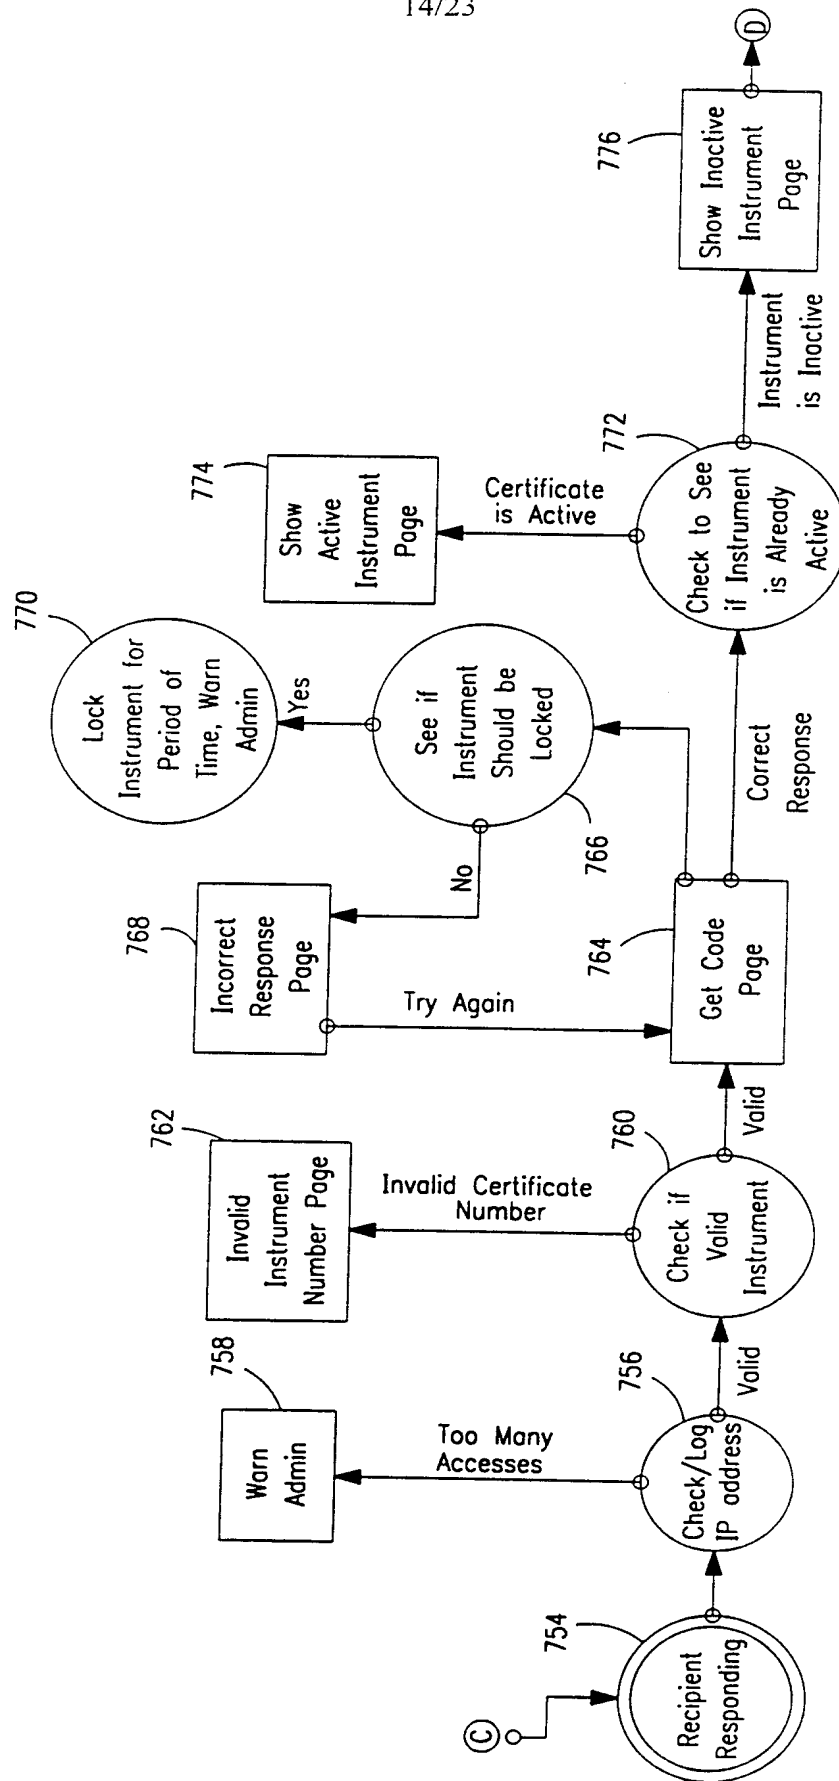 14/23
C
754
Recipient
Responding
756
Check/Log
IP address
Too Many
Accesses
758
Warn
Admin
Valid
760
Check if
Valid
Instrument
Invalid Certificate
Number
762
Invalid
Instrument
Number Page
Valid
764
Get Code
Page
Try Again
768
Incorrect
Response
Page
No
766
See if
Instrument
Should be
Locked
Yes
770
Lock
Instrument for
Period of
Time, Warn
Admin
Correct
Response
772
Check to See
if Instrument
is Already
Active
Certificate
is Active
774
Show
Active
Instrument
Page
Instrument
is Inactive
776
Show Inactive
Instrument
Page
D